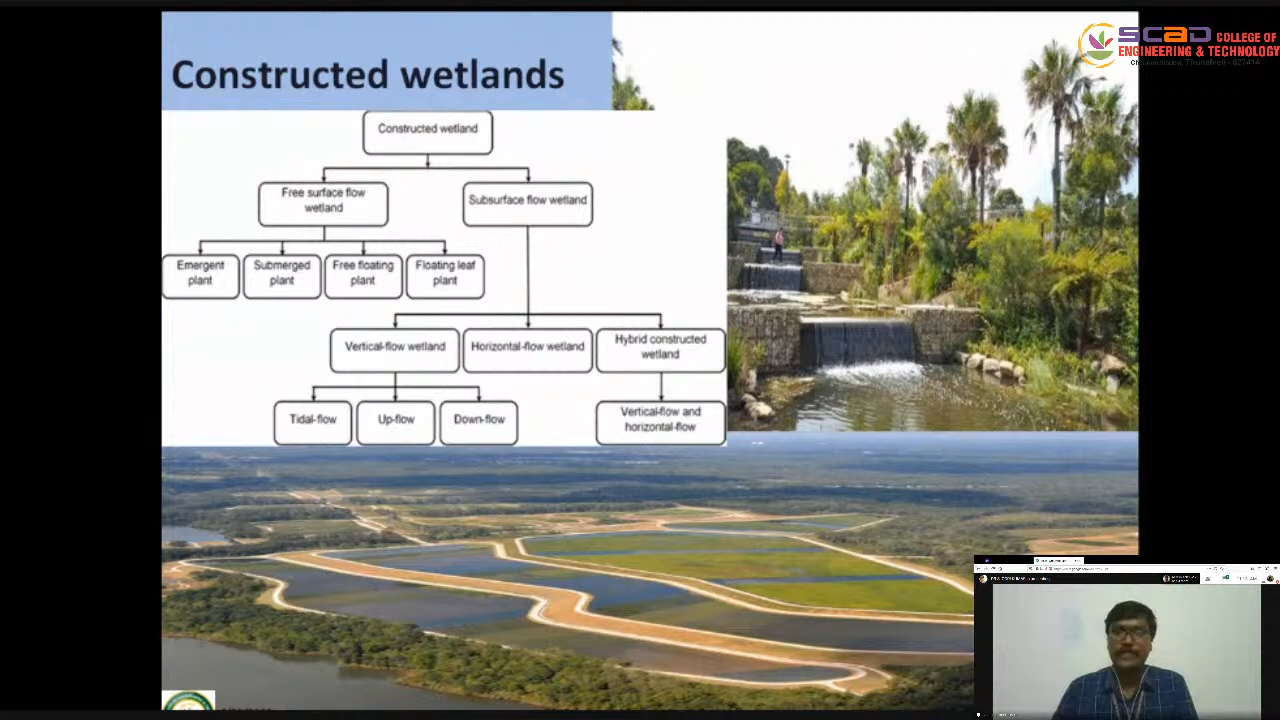 Constructed wetlands
SCAD COLLEGE OF
ENGINEERING & TECHNOLOGY
Constructed wetland
Free surface flow
wetland
Subsurface flow wetland
Emergent
plant
Submerged
plant
Free floating
plant
Floating leaf
plant
Vertical-flow wetland
Horizontal-flow wetland
Hybrid constructed
wetland
Tidal-flow
Up-flow
Down-flow
Vertical-flow and
horizontal-flow